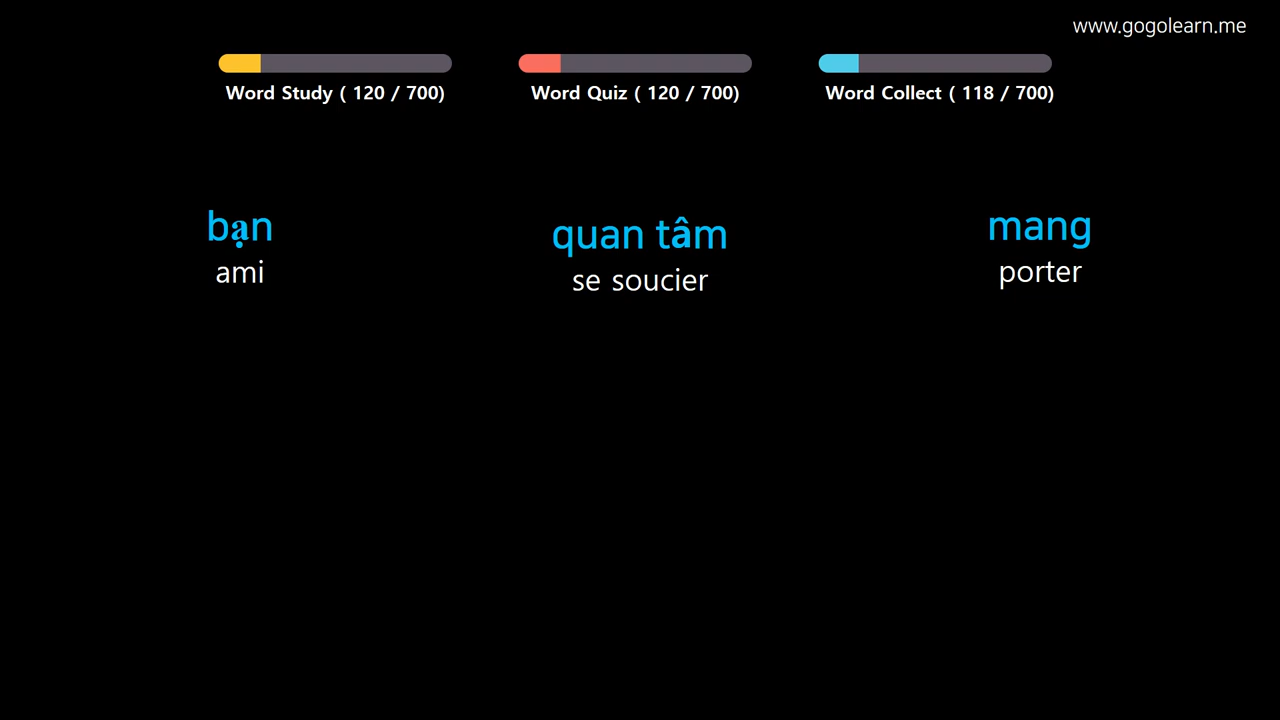 www.gogolearn.me
Word Study ( 120 / 700)
Word Quiz ( 120 / 700)
Word Collect ( 118 / 700)
bạn
ami
quan tâm
se soucier
mang
porter